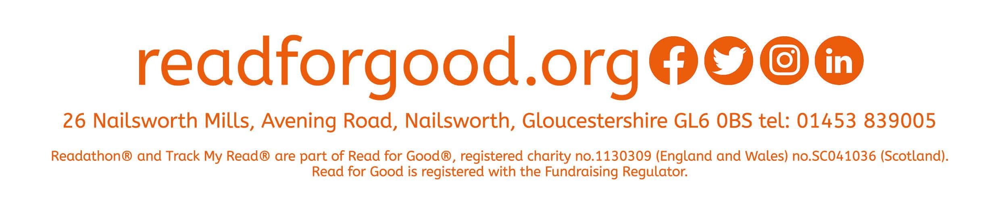 readforgood.org
26 Nailsworth Mills, Avening Road, Nailsworth, Gloucestershire GL6 0BS tel: 01453 839005
Readathon® and Track My Read® are part of Read for Good®, registered charity no.1130309 (England and Wales) no.SC041036 (Scotland).
Read for Good is registered with the Fundraising Regulator.